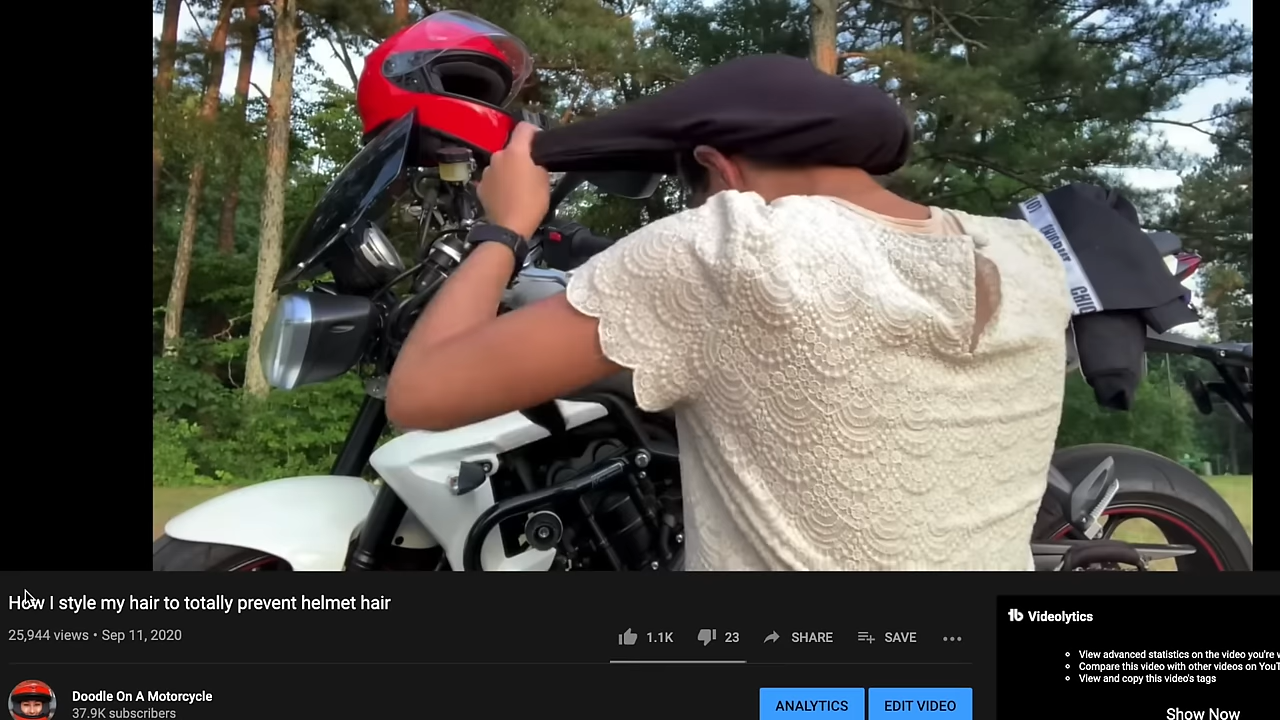 CHIC
How I style my hair to totally prevent helmet hair
25,944 views • Sep 11, 2020
1.1K
23
SHARE
SAVE
Videolytics
View advanced statistics on the video you're w
Compare this video with other videos on YouT
View and copy this video's tags
Show Now
Doodle On A Motorcycle
37.9K subscribers
ANALYTICS
EDIT VIDEO